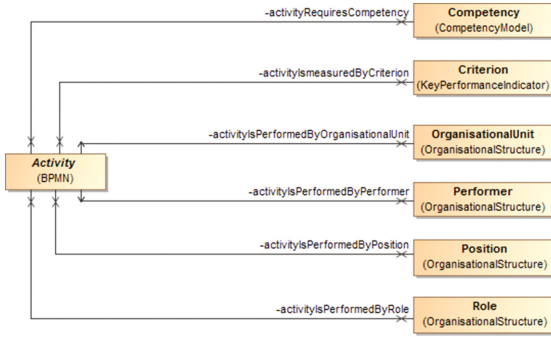 -activityRequiresCompetency
Competency
(CompetencyModel)
-activityIsmeasuredByCriterion
Criterion
(KeyPerformanceIndicator)
-activityIsPerformedByOrganisationalUnit
OrganisationalUnit
(OrganisationalStructure)
Activity
(BPMN)
-activityIsPerformedByPerformer
Performer
(OrganisationalStructure)
-activityIsPerformedByPosition
Position
(OrganisationalStructure)
-activityIsPerformedByRole
Role
(OrganisationalStructure)